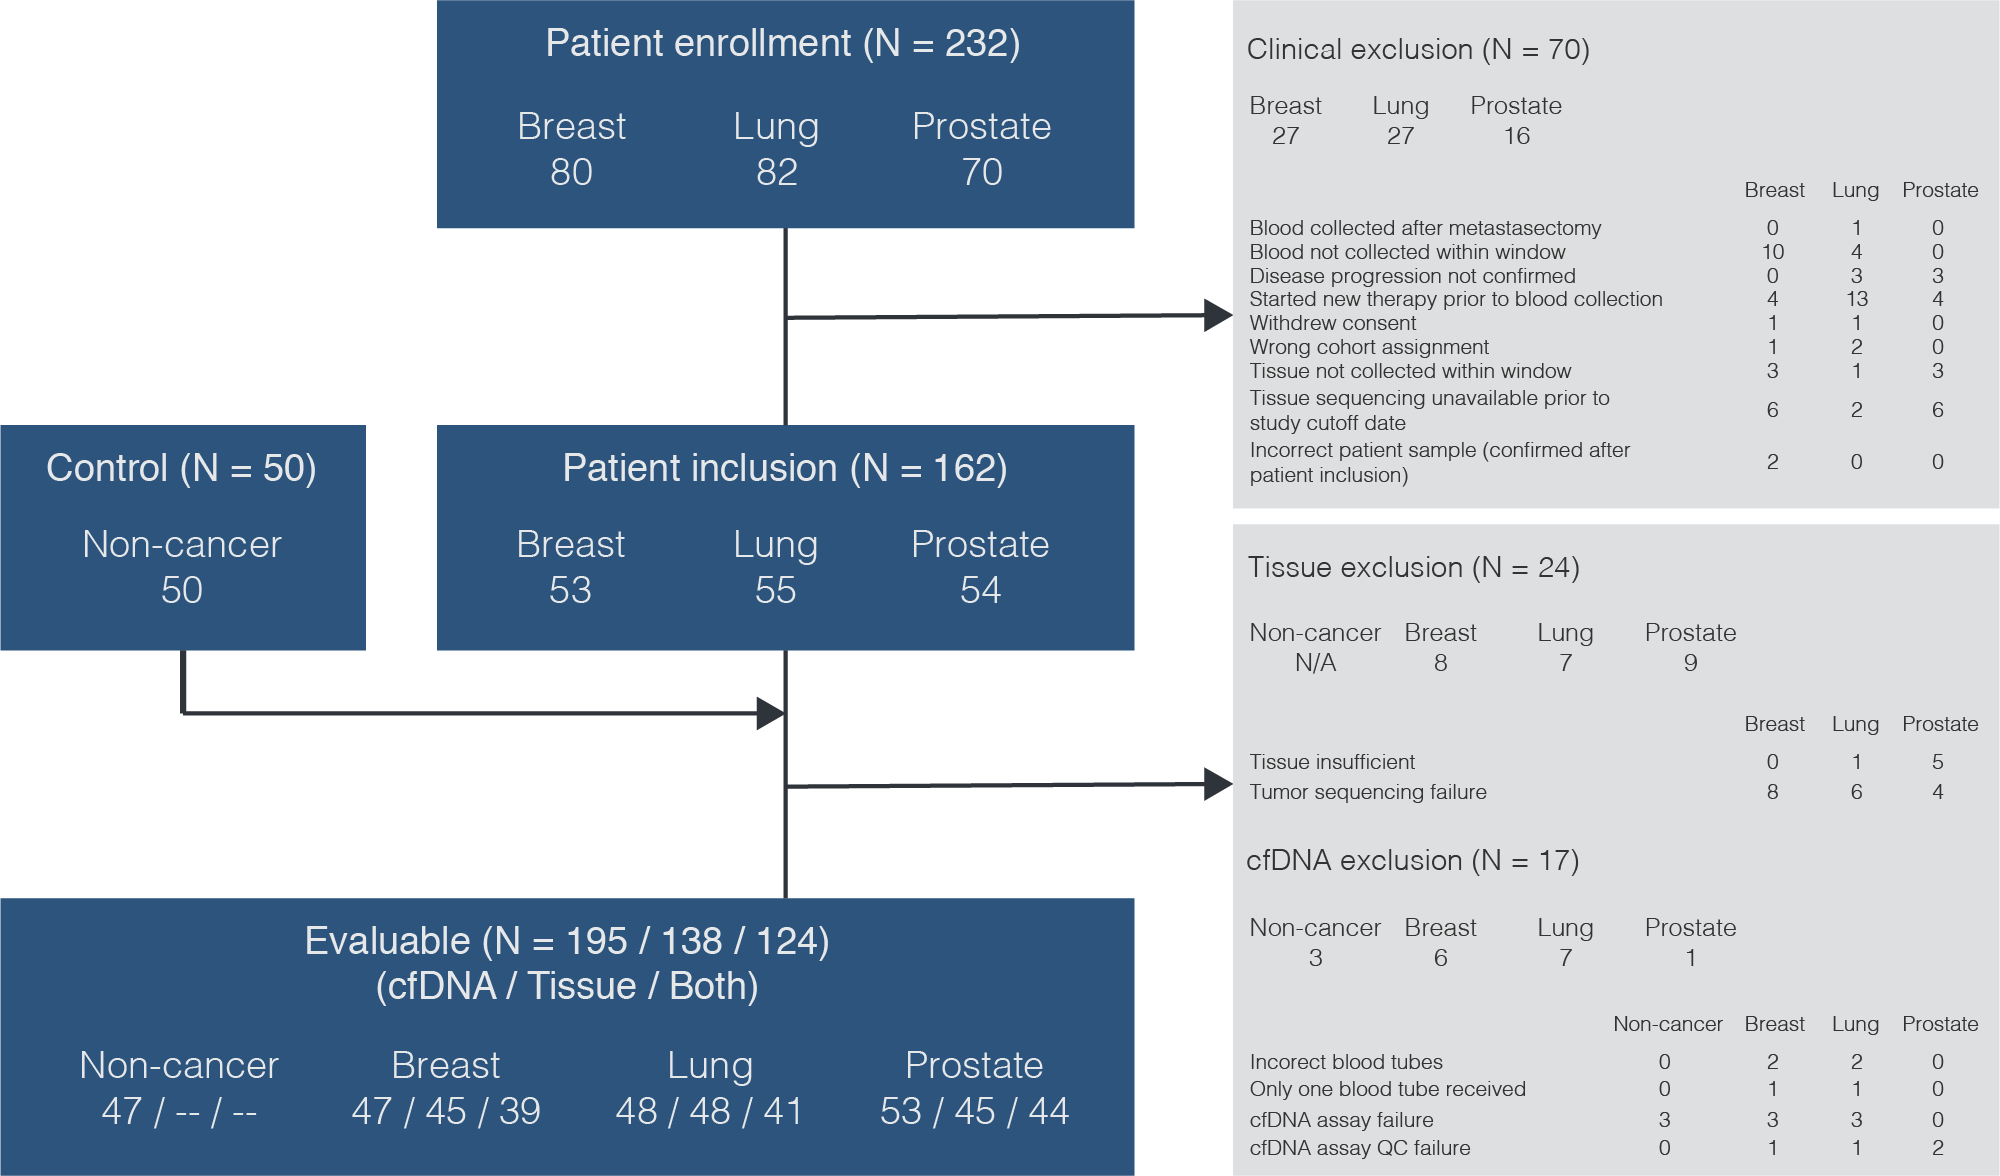 Patient enrollment (N = 232)
Breast Lung Prostate
80 82 70
Clinical exclusion (N = 70)
Breast Lung Prostate
27 27 16
Breast Lung Prostate
Blood collected after metastasectomy 0 1 0
Blood not collected within window 10 4 0
Disease progression not confirmed 0 3 3
Started new therapy prior to blood collection 4 13 4
Withdrew consent 1 1 0
Wrong cohort assignment 1 2 0
Tissue not collected within window 3 1 3
Tissue sequencing unavailable prior to
study cutoff date 6 2 6
Incorrect patient sample (confirmed after
patient inclusion) 2 0 0
Control (N = 50)
Non-cancer
50
Patient inclusion (N = 162)
Breast Lung Prostate
53 55 54
Tissue exclusion (N = 24)
Non-cancer Breast Lung Prostate
N/A 8 7 9
Breast Lung Prostate
Tissue insufficient 0 1 5
Tumor sequencing failure 8 6 4
cfDNA exclusion (N = 17)
Non-cancer Breast Lung Prostate
3 6 7 1
Non-cancer Breast Lung Prostate
Incorect blood tubes 0 2 2 0
Only one blood tube received 0 1 1 0
cfDNA assay failure 3 3 3 0
cfDNA assay QC failure 0 1 1 2
Evaluable (N = 195 / 138 / 124)
(cfDNA / Tissue / Both)
Non-cancer Breast Lung Prostate
47 / -- / -- 47 / 45 / 39 48 / 48 / 41 53 / 45 / 44